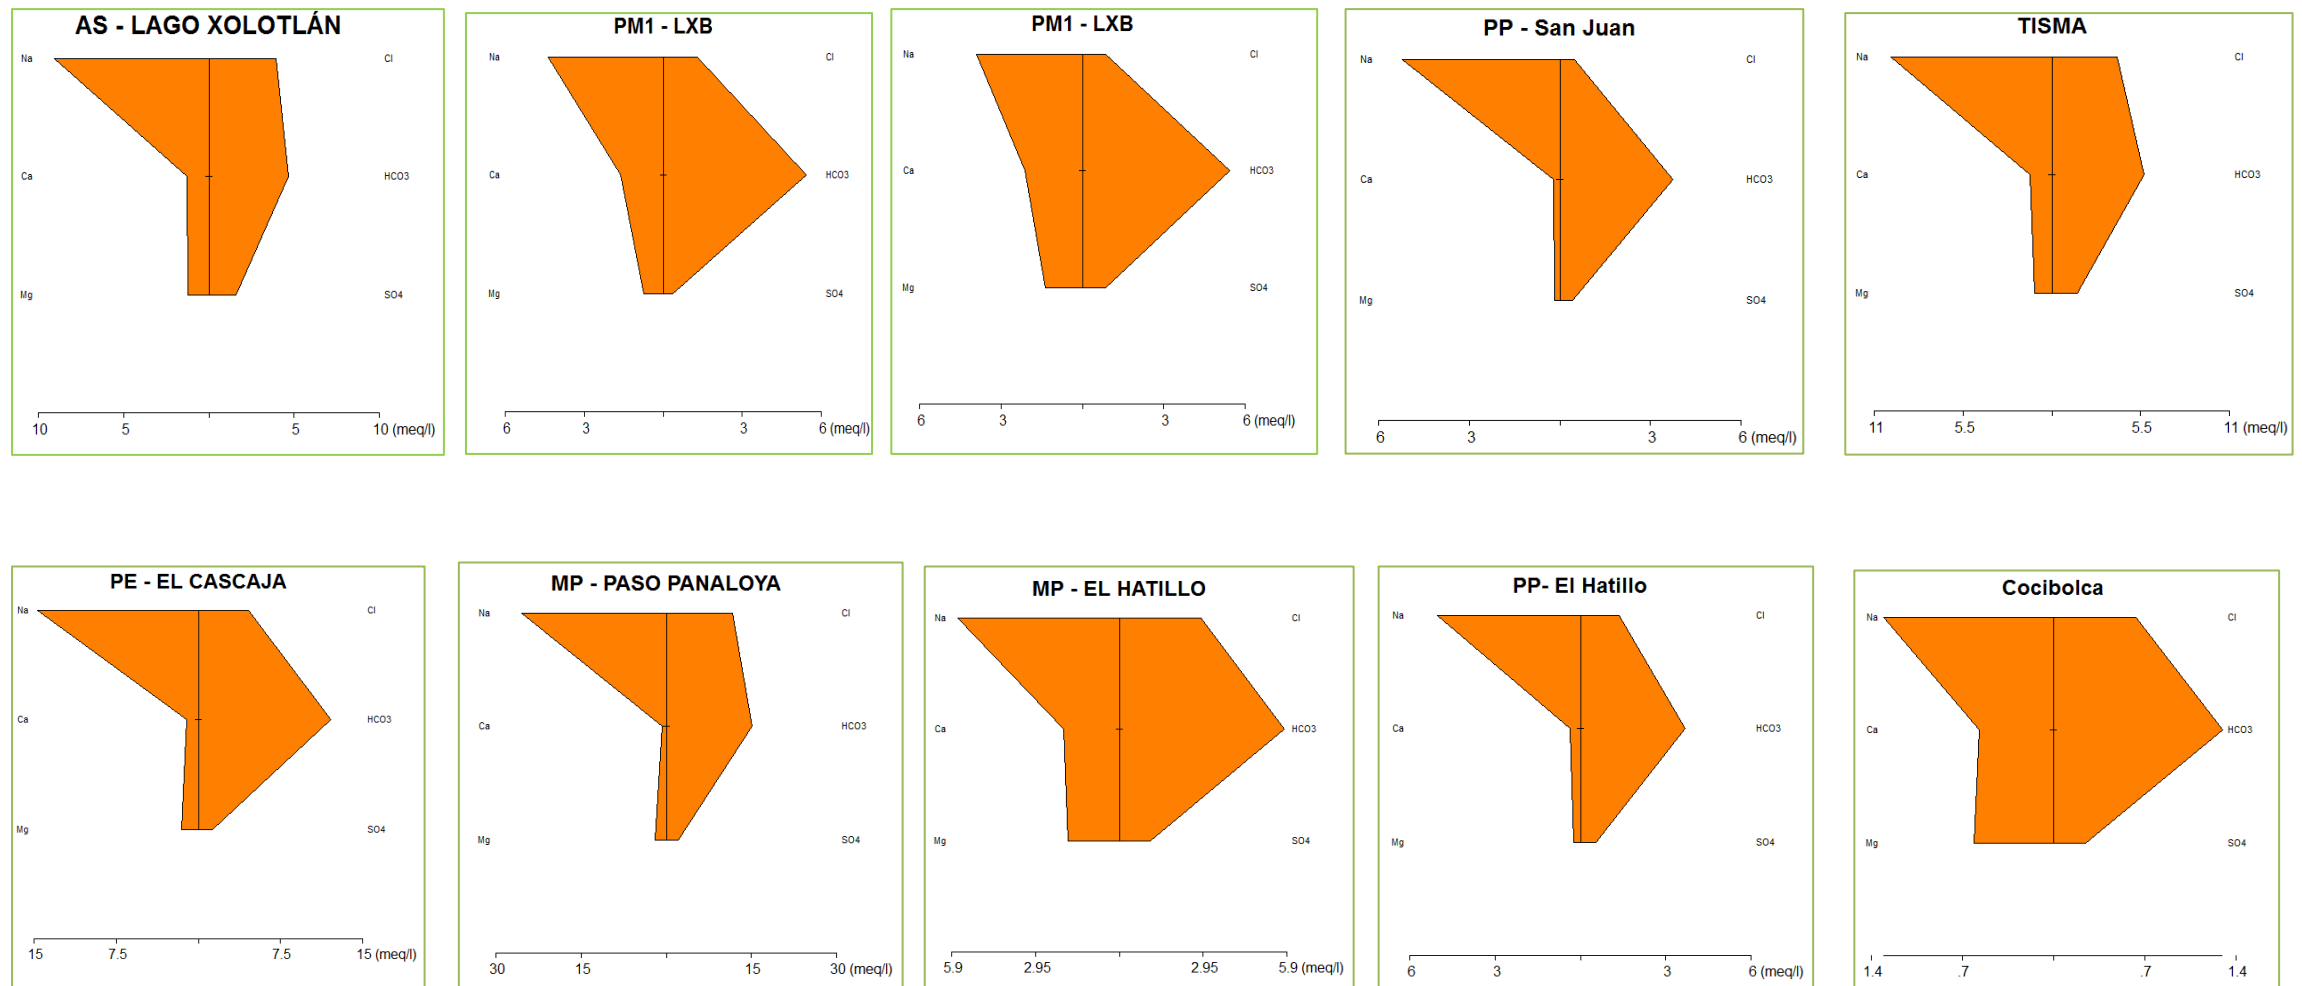 AS - LAGO XOLOTLÁN
Na Cl
Ca HCO3
Mg SO4
10 5 5 10 (meq/l)
PM1 - LXB
Na Cl
Ca HCO3
Mg SO4
6 3 3 6 (meq/l)
PM1 - LXB
Na Cl
Ca HCO3
Mg SO4
6 3 3 6 (meq/l)
PP - San Juan
Na Cl
Ca HCO3
Mg SO4
6 3 3 6 (meq/l)
TISMA
Na Cl
Ca HCO3
Mg SO4
11 5.5 5.5 11 (meq/l)
PE - EL CASCAJA
Na Cl
Ca HCO3
Mg SO4
15 7.5 7.5 15 (meq/l)
MP - PASO PANALOYA
Na Cl
Ca HCO3
Mg SO4
30 15 15 30 (meq/l)
MP - EL HATILLO
Na Cl
Ca HCO3
Mg SO4
5.9 2.95 2.95 5.9 (meq/l)
PP- El Hatillo
Na Cl
Ca HCO3
Mg SO4
6 3 3 6 (meq/l)
Cocibolca
Na Cl
Ca HCO3
Mg SO4
1.4 .7 .7 1.4